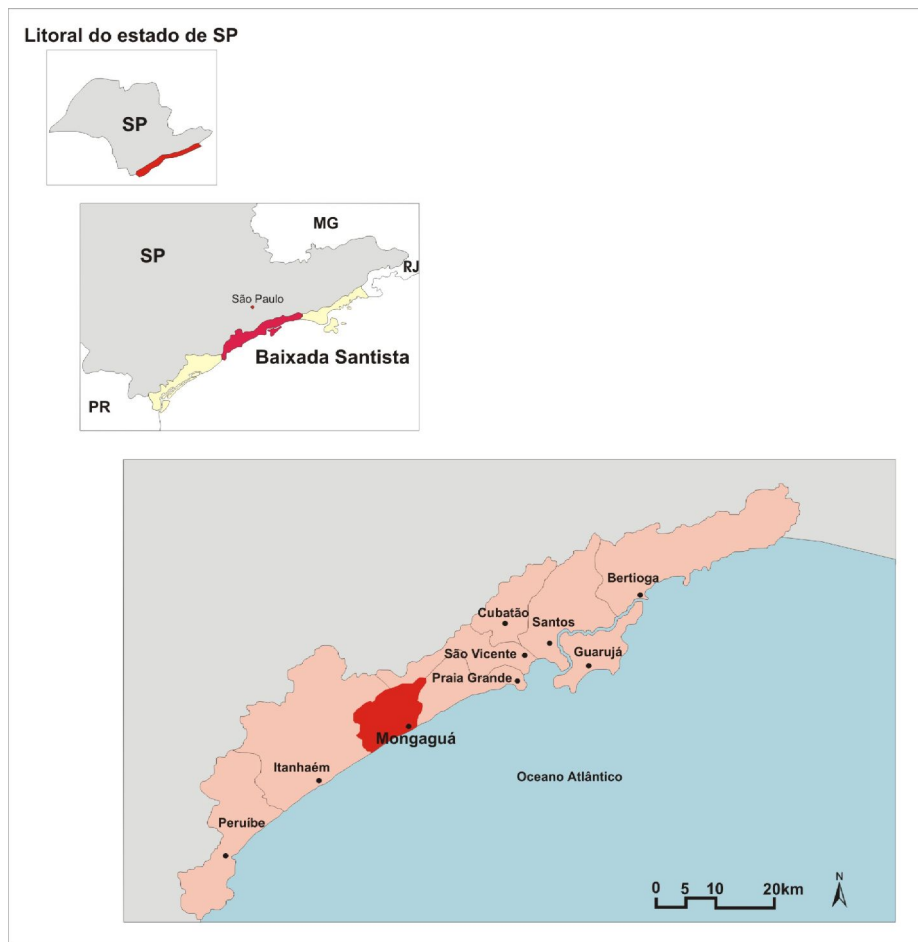 Litoral do estado de SP
SP
MG
SP
RJ
São Paulo
Baixada Santista
PR
Bertioga
Cubatão
Santos
São Vicente
Guarujá
Praia Grande
Mongaguá
Itanhaém
Oceano Atlântico
Peruíbe
N
0 5 10 20km